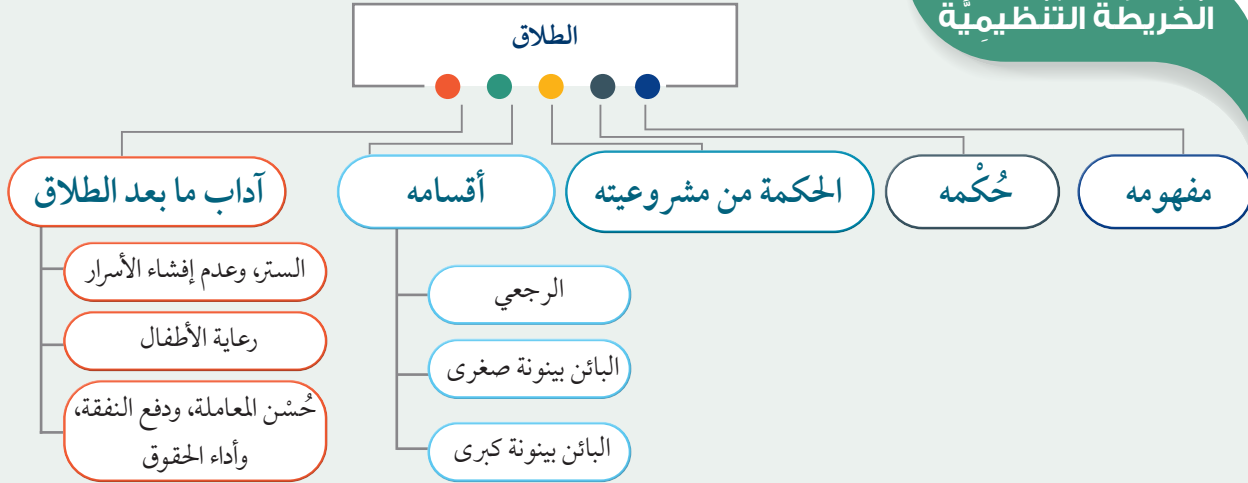 الخريطة التنظيمِيَّة
الطلاق
مفهومه
حُكْمه
الحكمة من مشروعيته
أقسامه
الرجعي
البائن بينونة صغرى
البائن بينونة كبرى
آداب ما بعد الطلاق
الستر، وعدم إفشاء الأسرار
رعاية الأطفال
حُسْن المعاملة، ودفع النفقة،
وأداء الحقوق